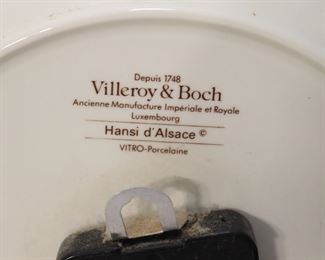 Depuis 1748
Villeroy & Boch
Ancienne Manufacture Impériale et Royale
Luxembourg
Hansi d'Alsace ©
VITRO-Porcelaine